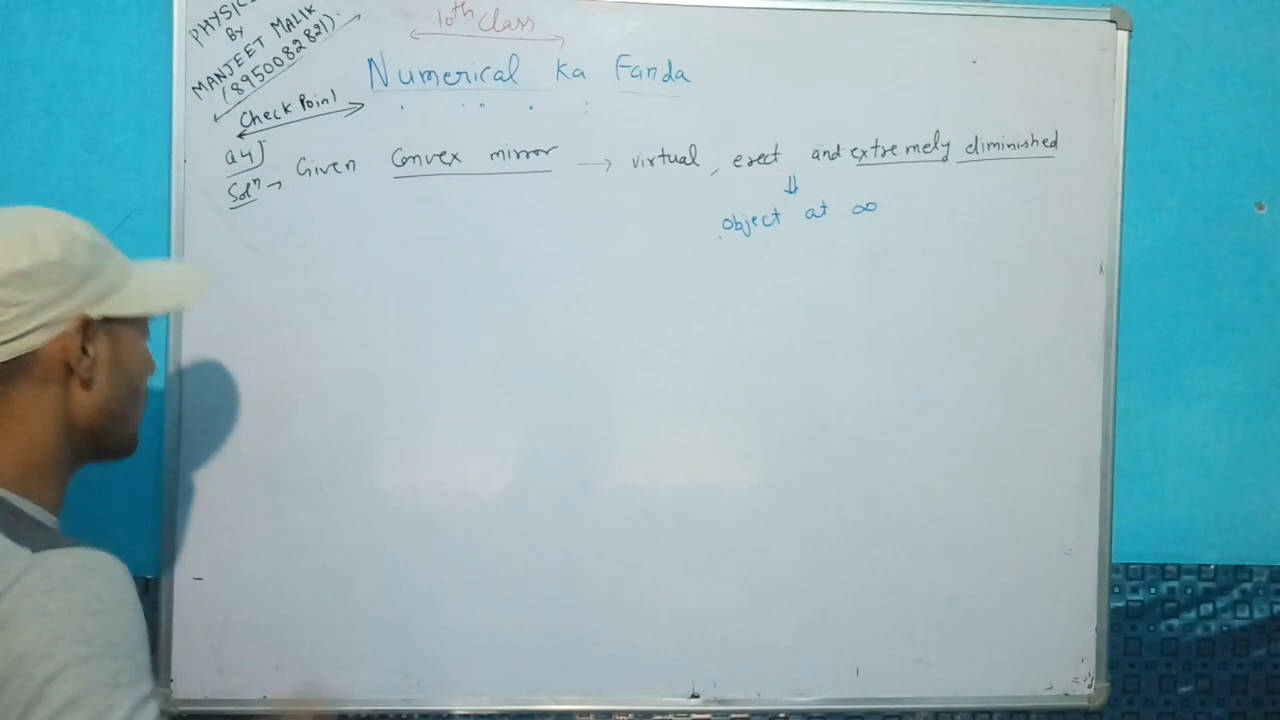 PHYSICS
By
MANJEET MALIK
(8950082821).
10th class
Numerical ka Fanda
Check Point
Q4]
Soln → Given Convex mirror → virtual, erect and extremely diminished
⇓
object at ∞